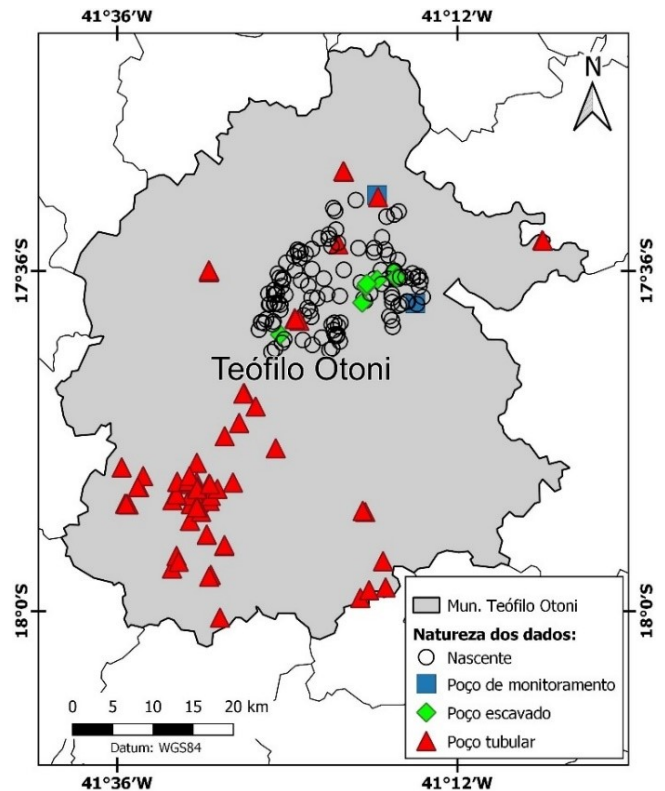 41°36'W 41°12'W
N
17°36'S 17°36'S
Teófilo Otoni
18°0'S 18°0'S
Mun. Teófilo Otoni
Natureza dos dados:
Nascente
Poço de monitoramento
Poço escavado
Poço tubular
0 5 10 15 20 km
Datum: WGS84
41°36'W 41°12'W